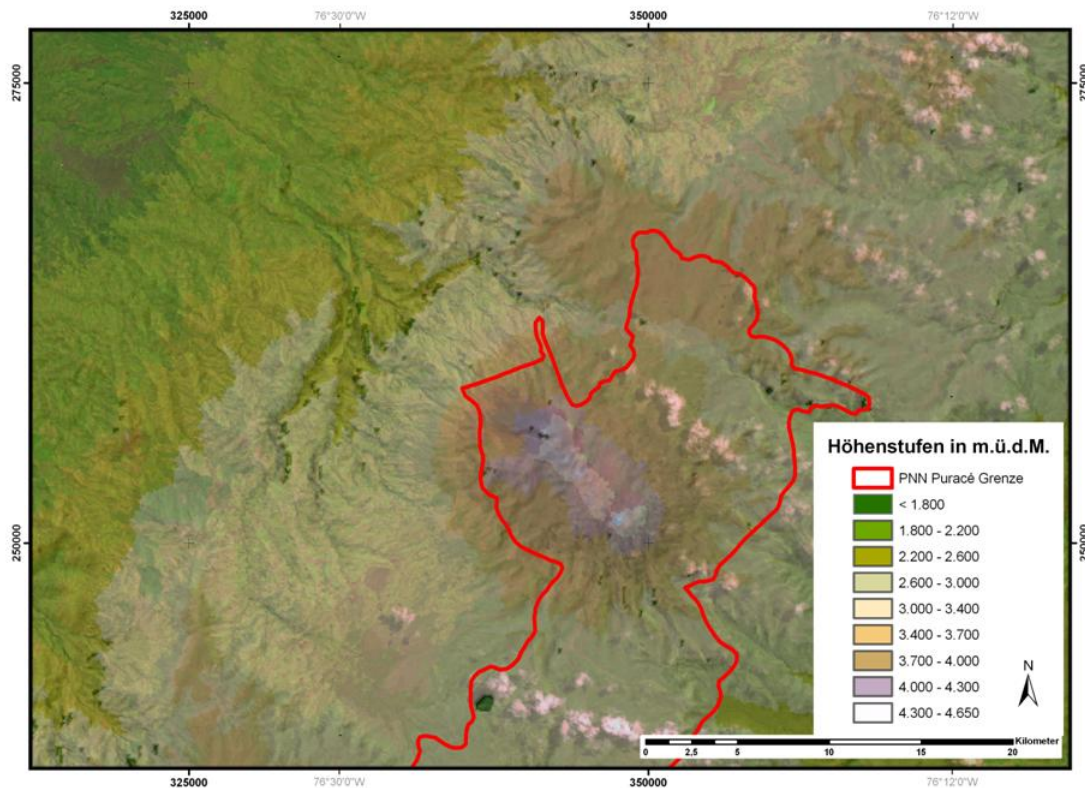 325000 76°30'0"W 350000 76°12'0"W
275000 275000
Höhenstufen in m.ü.d.M.
PNN Puracé Grenze
< 1.800
1.800 - 2.200
2.200 - 2.600
2.600 - 3.000
3.000 - 3.400
3.400 - 3.700
3.700 - 4.000
4.000 - 4.300
4.300 - 4.650
N
250000 250000
Kilometer
0 2,5 5 10 15 20
325000 76°30'0"W 350000 76°12'0"W